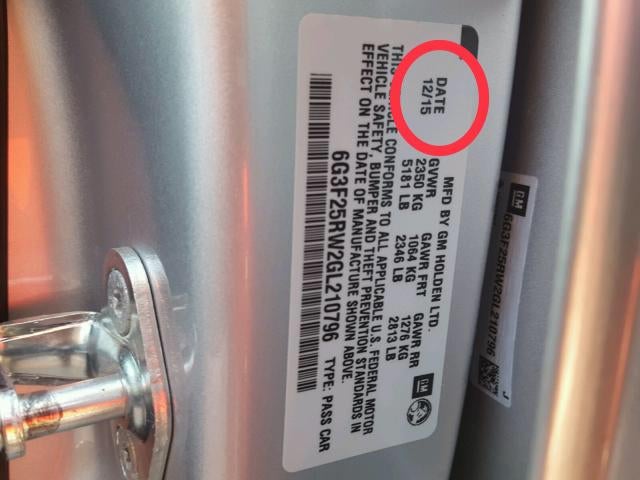 DATE
12/15
MFD BY GM HOLDEN LTD.
GVWR GAWR FRT GAWR RR
2350 KG 1064 KG 1276 KG
5181 LB 2346 LB 2813 LB
GM
THIS VEHICLE CONFORMS TO ALL APPLICABLE U.S. FEDERAL MOTOR
VEHICLE SAFETY, BUMPER AND THEFT PREVENTION STANDARDS IN
EFFECT ON THE DATE OF MANUFACTURE SHOWN ABOVE.
6G3F25RW2GL210796 TYPE: PASS CAR
GM
6G3F25RW2GL210796
J